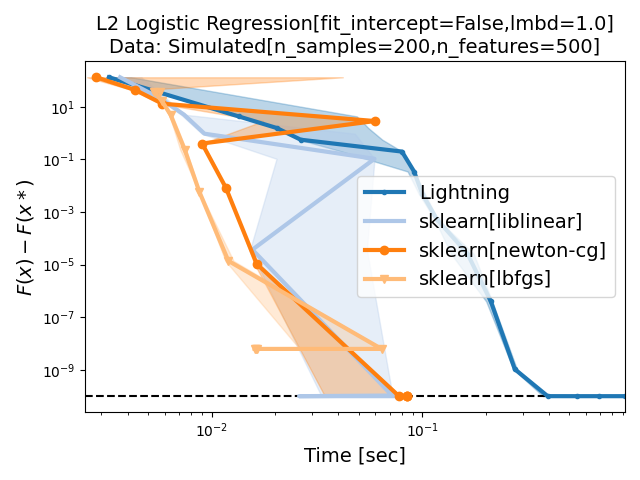 L2 Logistic Regression[fit_intercept=False,lmbd=1.0]
Data: Simulated[n_samples=200,n_features=500]
F(x) − F(x*)
10¹
10⁻¹
10⁻³
10⁻⁵
10⁻⁷
10⁻⁹
Lightning
sklearn[liblinear]
sklearn[newton-cg]
sklearn[lbfgs]
10⁻²
10⁻¹
Time [sec]